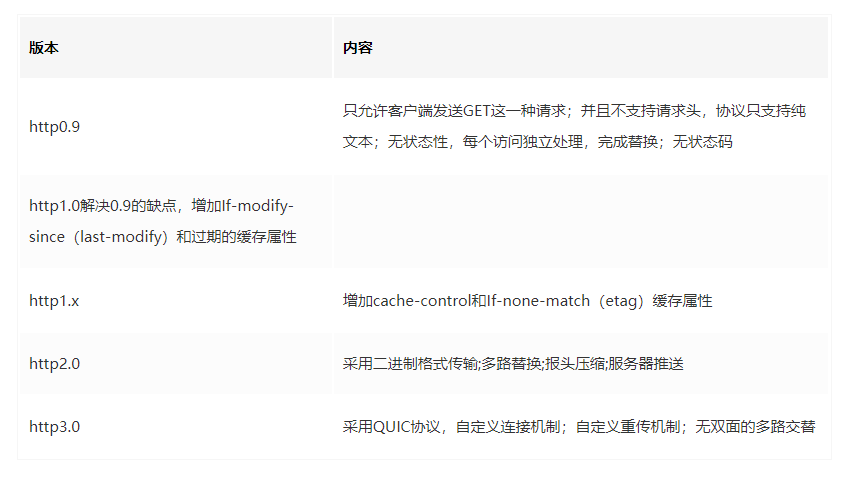 版本 内容
http0.9
只允许客户端发送GET这一种请求；并且不支持请求头，协议只支持纯
文本；无状态性，每个访问独立处理，完成替换；无状态码
http1.0解决0.9的缺点，增加If-modify-
since（last-modify）和过期的缓存属性
http1.x 增加cache-control和If-none-match（etag）缓存属性
http2.0 采用二进制格式传输;多路替换;报头压缩;服务器推送
http3.0 采用QUIC协议，自定义连接机制；自定义重传机制；无双面的多路交替